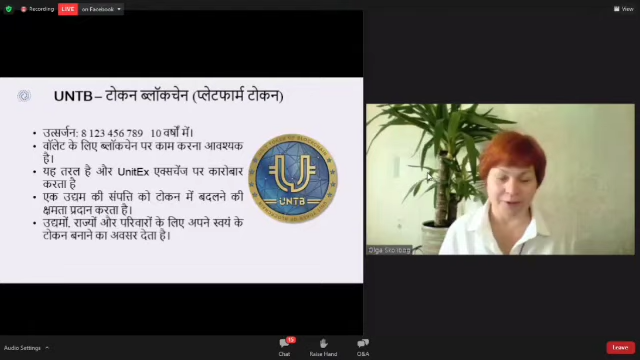 Recording
LIVE
on Facebook
View
UNTB – टोकन ब्लॉकचेन (प्लेटफार्म टोकन)
उत्सर्जन: 8 123 456 789 10 वर्षों में।
वॉलेट के लिए ब्लॉकचेन पर काम करना आवश्यक
है।
यह तरल है और UnitEx एक्सचेंज पर कारोबार
करता है
एक उद्यम की संपत्ति को टोकन में बदलने की
क्षमता प्रदान करता है।
उद्यमों, राज्यों और परिवारों के लिए अपने स्वयं के
टोकन बनाने का अवसर देता है।
UNTB
Olga
Audio Settings
Chat
Raise Hand
Q&A
Leave